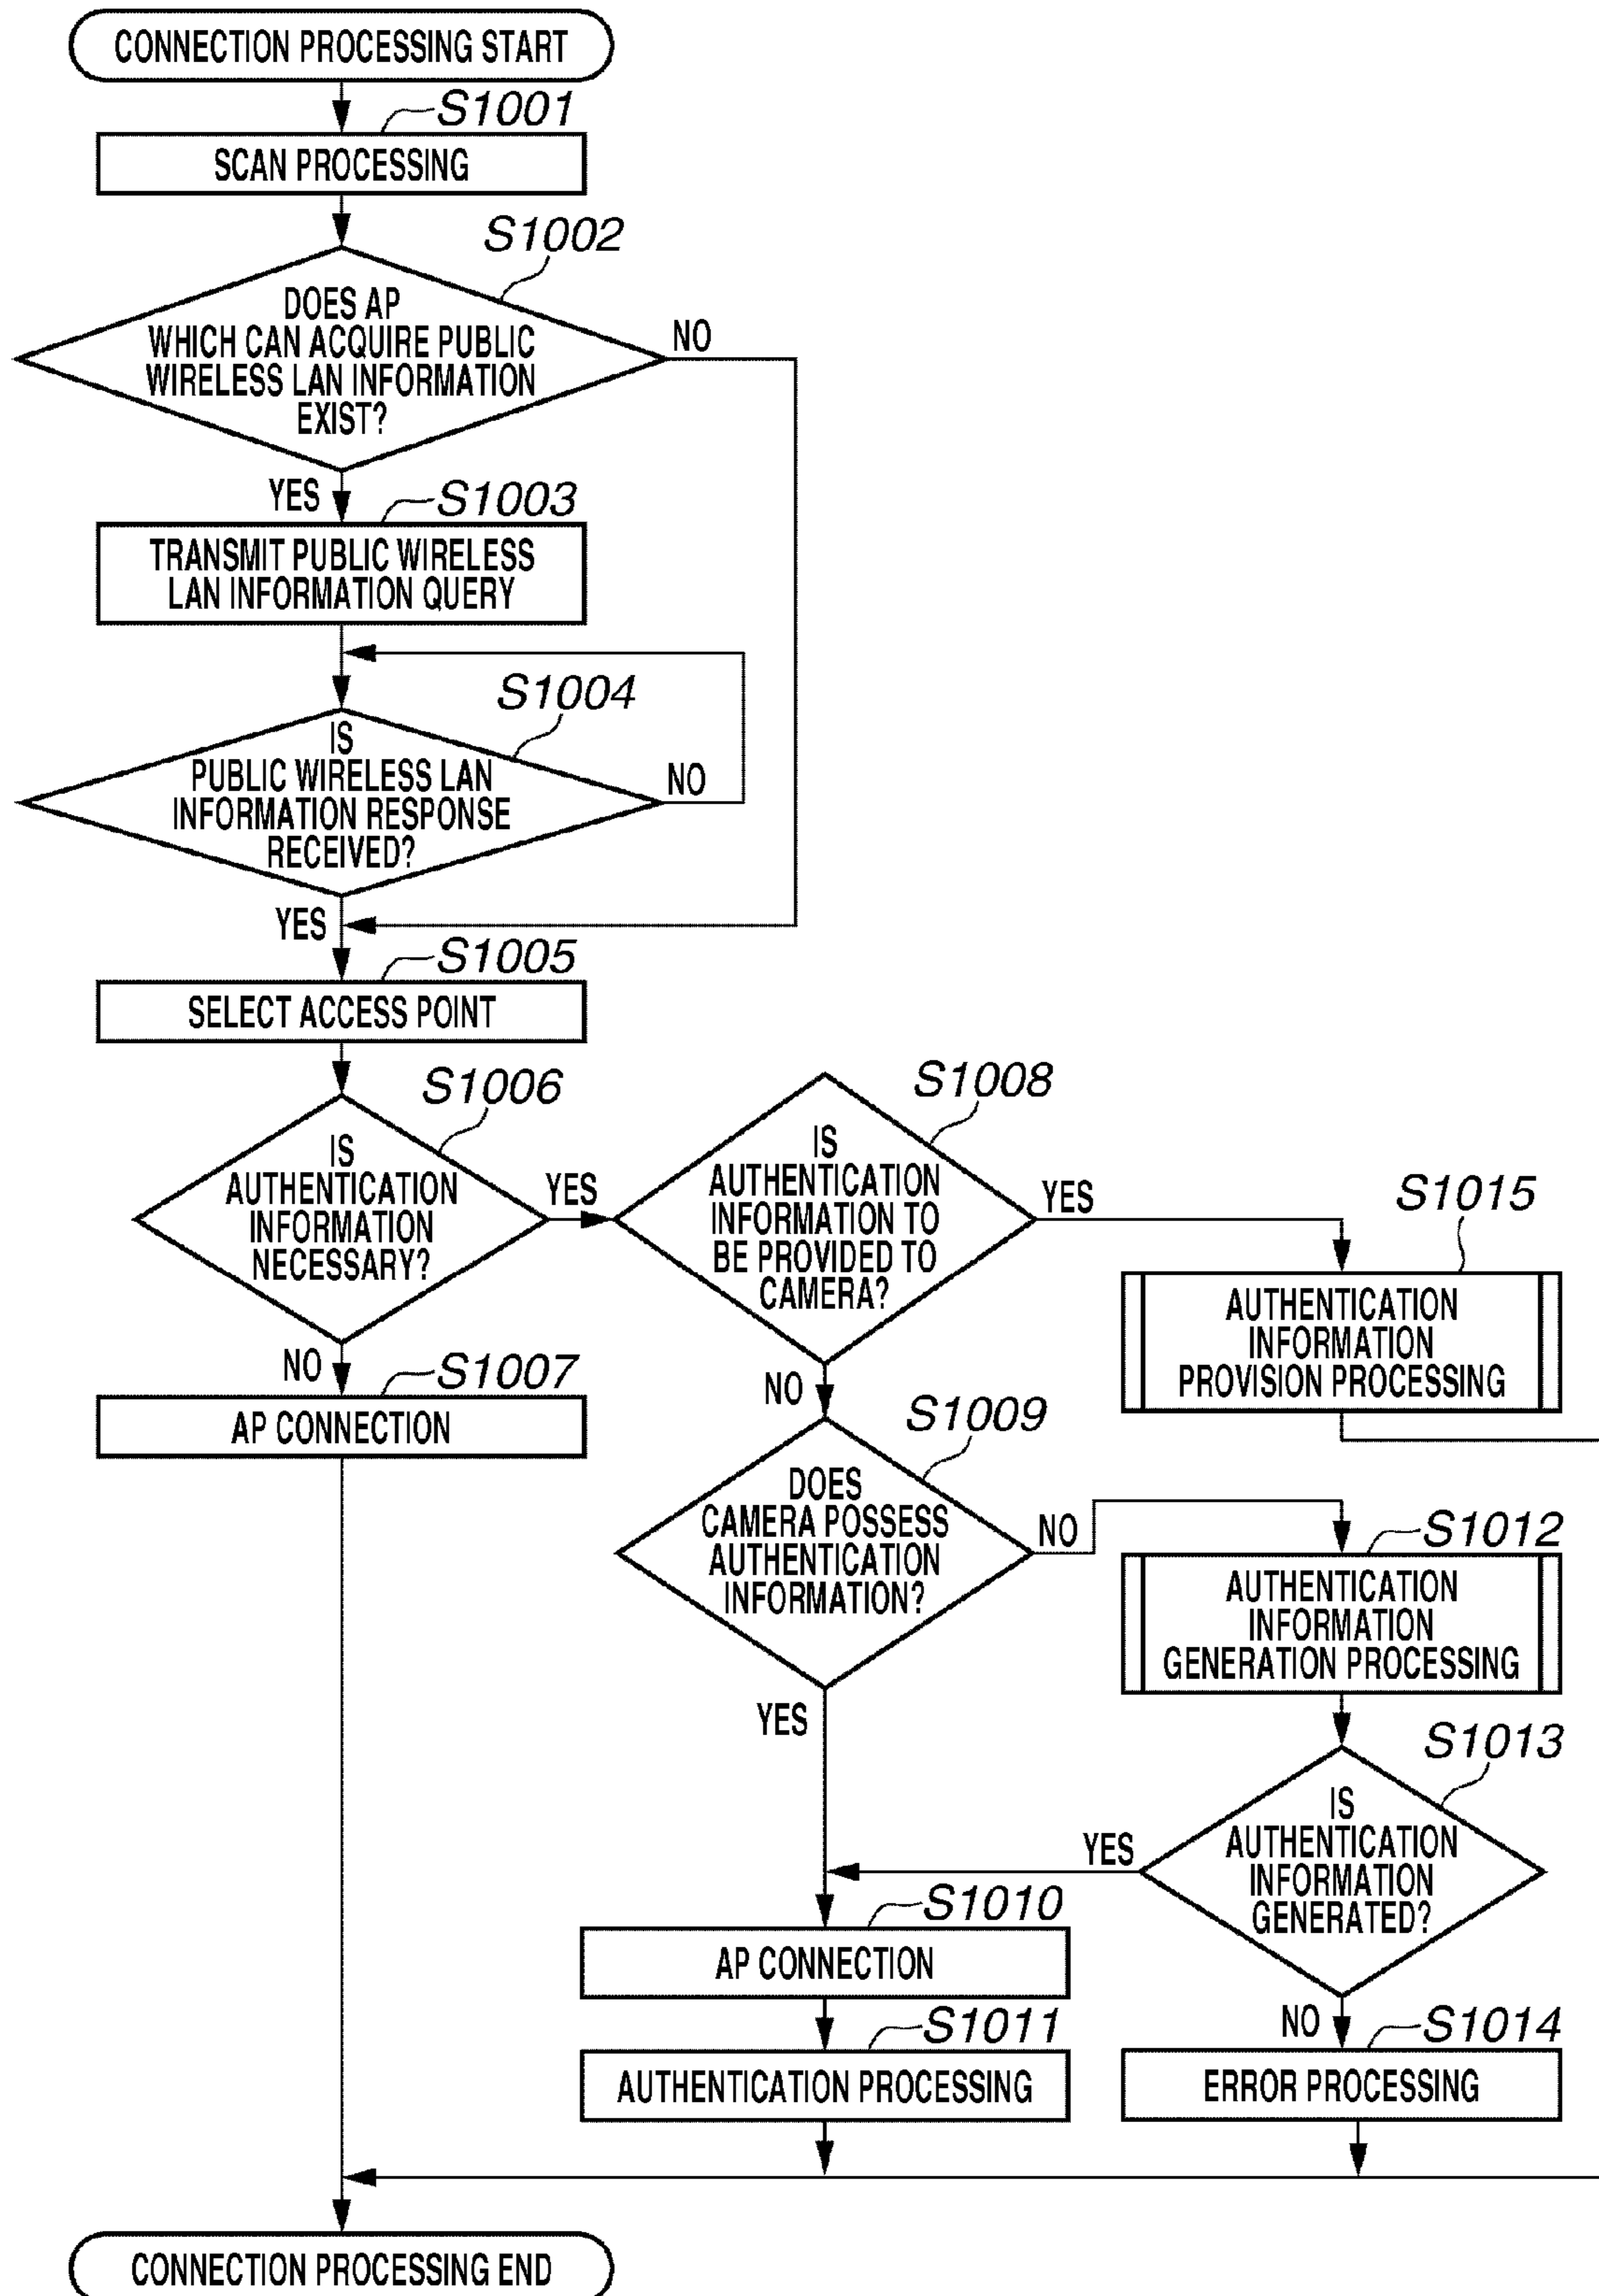 CONNECTION PROCESSING START
S1001
SCAN PROCESSING
S1002
DOES AP
WHICH CAN ACQUIRE PUBLIC
WIRELESS LAN INFORMATION
EXIST?
NO
YES
S1003
TRANSMIT PUBLIC WIRELESS
LAN INFORMATION QUERY
S1004
IS
PUBLIC WIRELESS LAN
INFORMATION RESPONSE
RECEIVED?
NO
YES
S1005
SELECT ACCESS POINT
S1006
IS
AUTHENTICATION
INFORMATION
NECESSARY?
YES
NO
S1007
AP CONNECTION
S1008
IS
AUTHENTICATION
INFORMATION TO
BE PROVIDED TO
CAMERA?
YES
NO
S1015
AUTHENTICATION
INFORMATION
PROVISION PROCESSING
S1009
DOES
CAMERA POSSESS
AUTHENTICATION
INFORMATION?
NO
YES
S1012
AUTHENTICATION
INFORMATION
GENERATION PROCESSING
S1013
IS
AUTHENTICATION
INFORMATION
GENERATED?
YES
NO
S1010
AP CONNECTION
S1011
AUTHENTICATION PROCESSING
S1014
ERROR PROCESSING
CONNECTION PROCESSING END